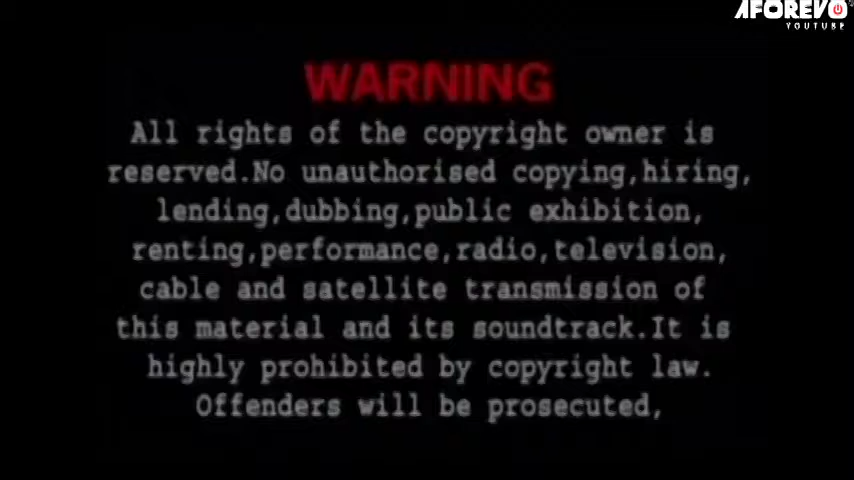 AFOREVO
YOUTUBE
WARNING
All rights of the copyright owner is
reserved.No unauthorised copying,hiring,
lending,dubbing,public exhibition,
renting,performance,radio,television,
cable and satellite transmission of
this material and its soundtrack.It is
highly prohibited by copyright law.
Offenders will be prosecuted,